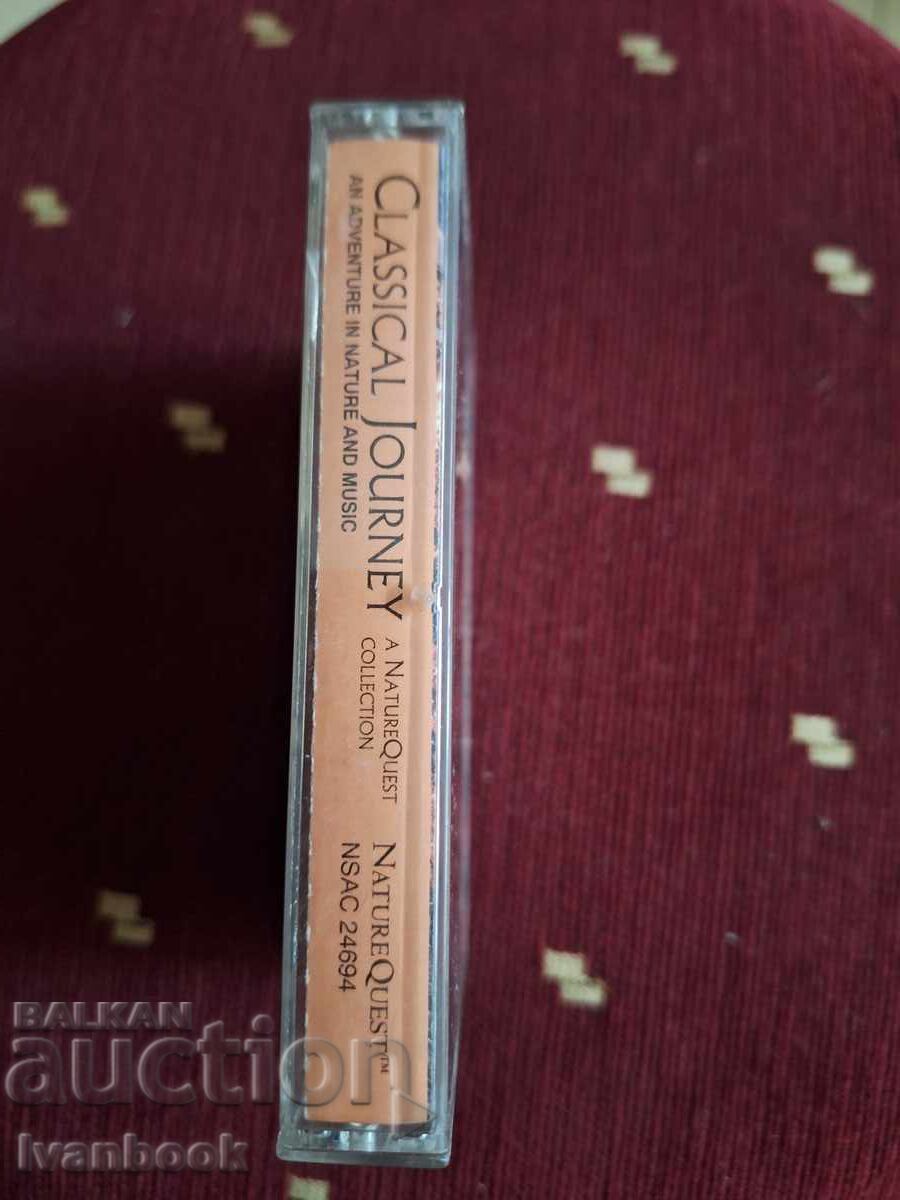 CLASSICAL JOURNEY
AN ADVENTURE IN NATURE AND MUSIC
A NATUREQUEST
COLLECTION
NATUREQUEST™
NSAC 24694
BALKAN
auction
Ivanbook